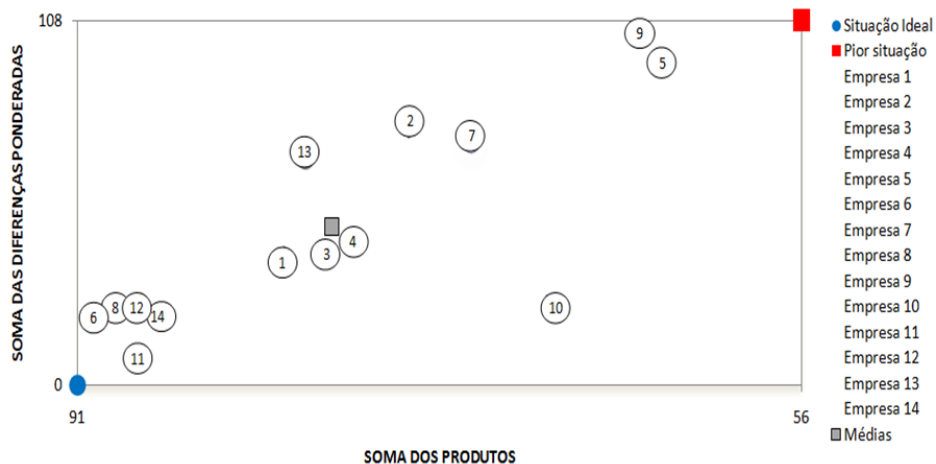 SOMA DAS DIFERENÇAS PONDERADAS
108
0
91
56
SOMA DOS PRODUTOS
9
5
2
7
13
4
3
1
10
8
12
14
6
11
Situação Ideal
Pior situação
Empresa 1
Empresa 2
Empresa 3
Empresa 4
Empresa 5
Empresa 6
Empresa 7
Empresa 8
Empresa 9
Empresa 10
Empresa 11
Empresa 12
Empresa 13
Empresa 14
Médias